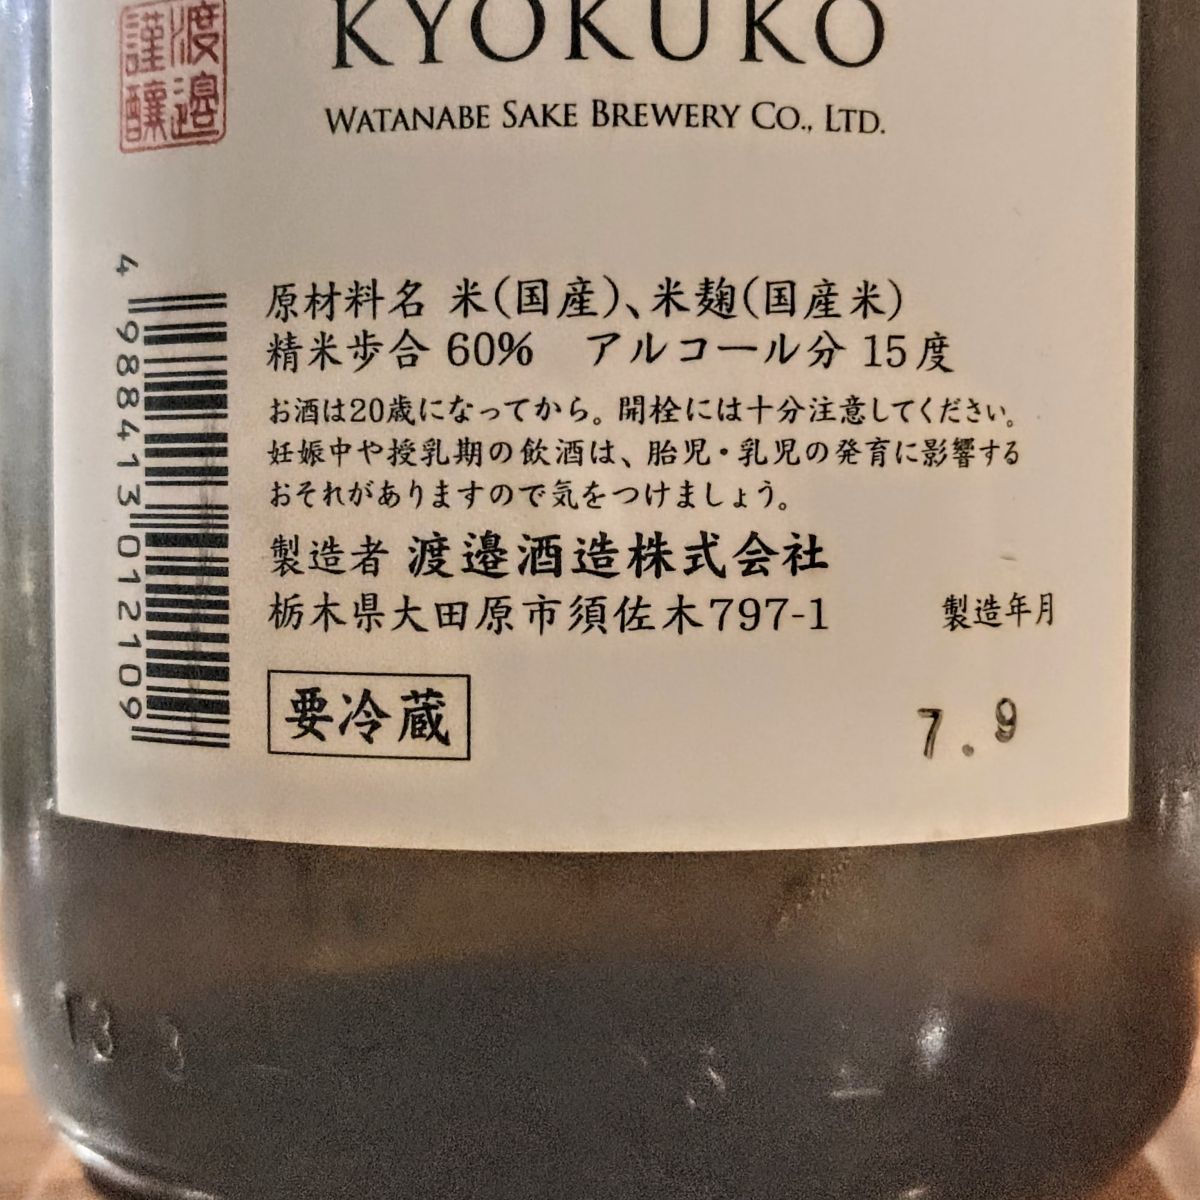 KYOKUKO
WATANABE SAKE BREWERY CO., LTD.
渡邉
謹醸
原材料名 米(国産)、米麹(国産米)
精米歩合 60% アルコール分 15度
お酒は20歳になってから。開栓には十分注意してください。
妊娠中や授乳期の飲酒は、胎児・乳児の発育に影響する
おそれがありますので気をつけましょう。
製造者 渡邉酒造株式会社
栃木県大田原市須佐木797-1
製造年月
要冷蔵
7.9
4 988413 012109